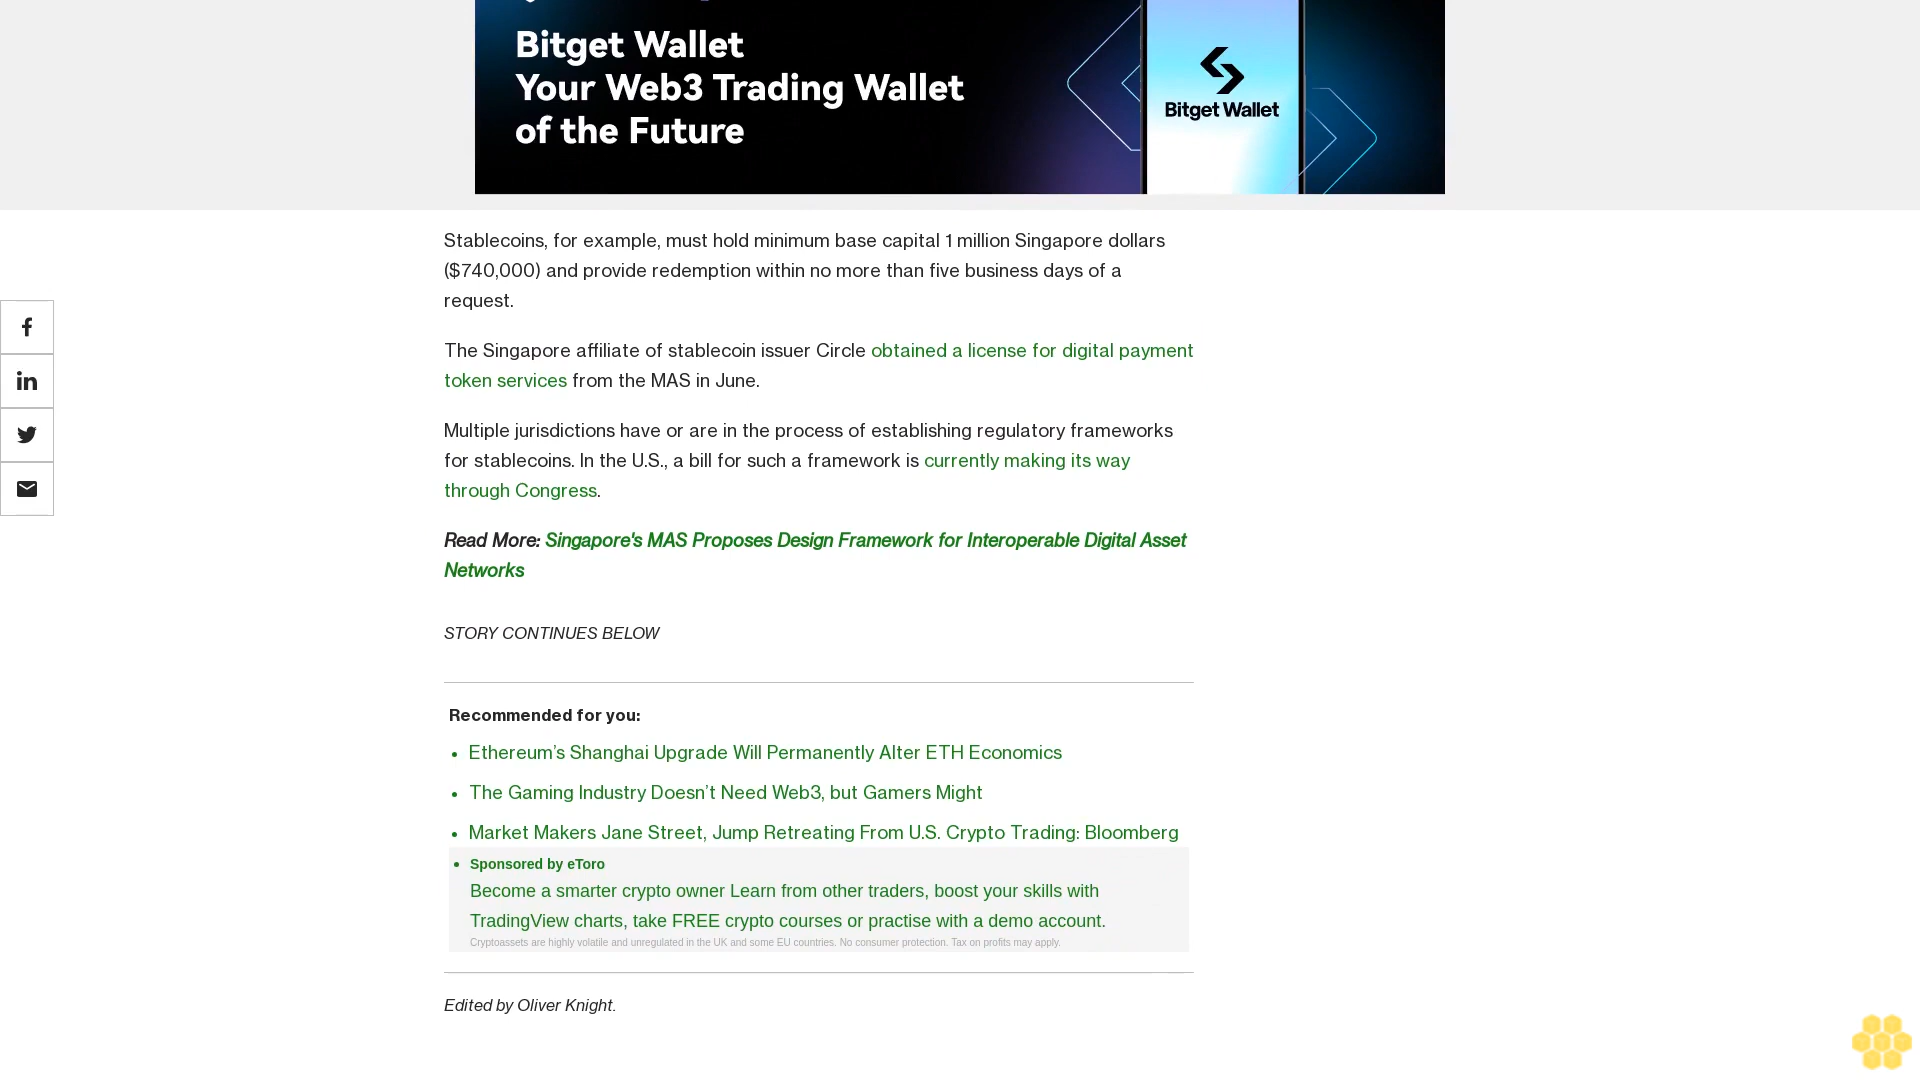 Bitget Wallet
Your Web3 Trading Wallet
of the Future
Bitget Wallet
Stablecoins, for example, must hold minimum base capital 1 million Singapore dollars
($740,000) and provide redemption within no more than five business days of a
request.
The Singapore affiliate of stablecoin issuer Circle obtained a license for digital payment
token services from the MAS in June.
Multiple jurisdictions have or are in the process of establishing regulatory frameworks
for stablecoins. In the U.S., a bill for such a framework is currently making its way
through Congress.
Read More: Singapore's MAS Proposes Design Framework for Interoperable Digital Asset
Networks
STORY CONTINUES BELOW
Recommended for you:
• Ethereum’s Shanghai Upgrade Will Permanently Alter ETH Economics
• The Gaming Industry Doesn’t Need Web3, but Gamers Might
• Market Makers Jane Street, Jump Retreating From U.S. Crypto Trading: Bloomberg
• Sponsored by eToro
Become a smarter crypto owner Learn from other traders, boost your skills with
TradingView charts, take FREE crypto courses or practise with a demo account.
Cryptoassets are highly volatile and unregulated in the UK and some EU countries. No consumer protection. Tax on profits may apply.
Edited by Oliver Knight.